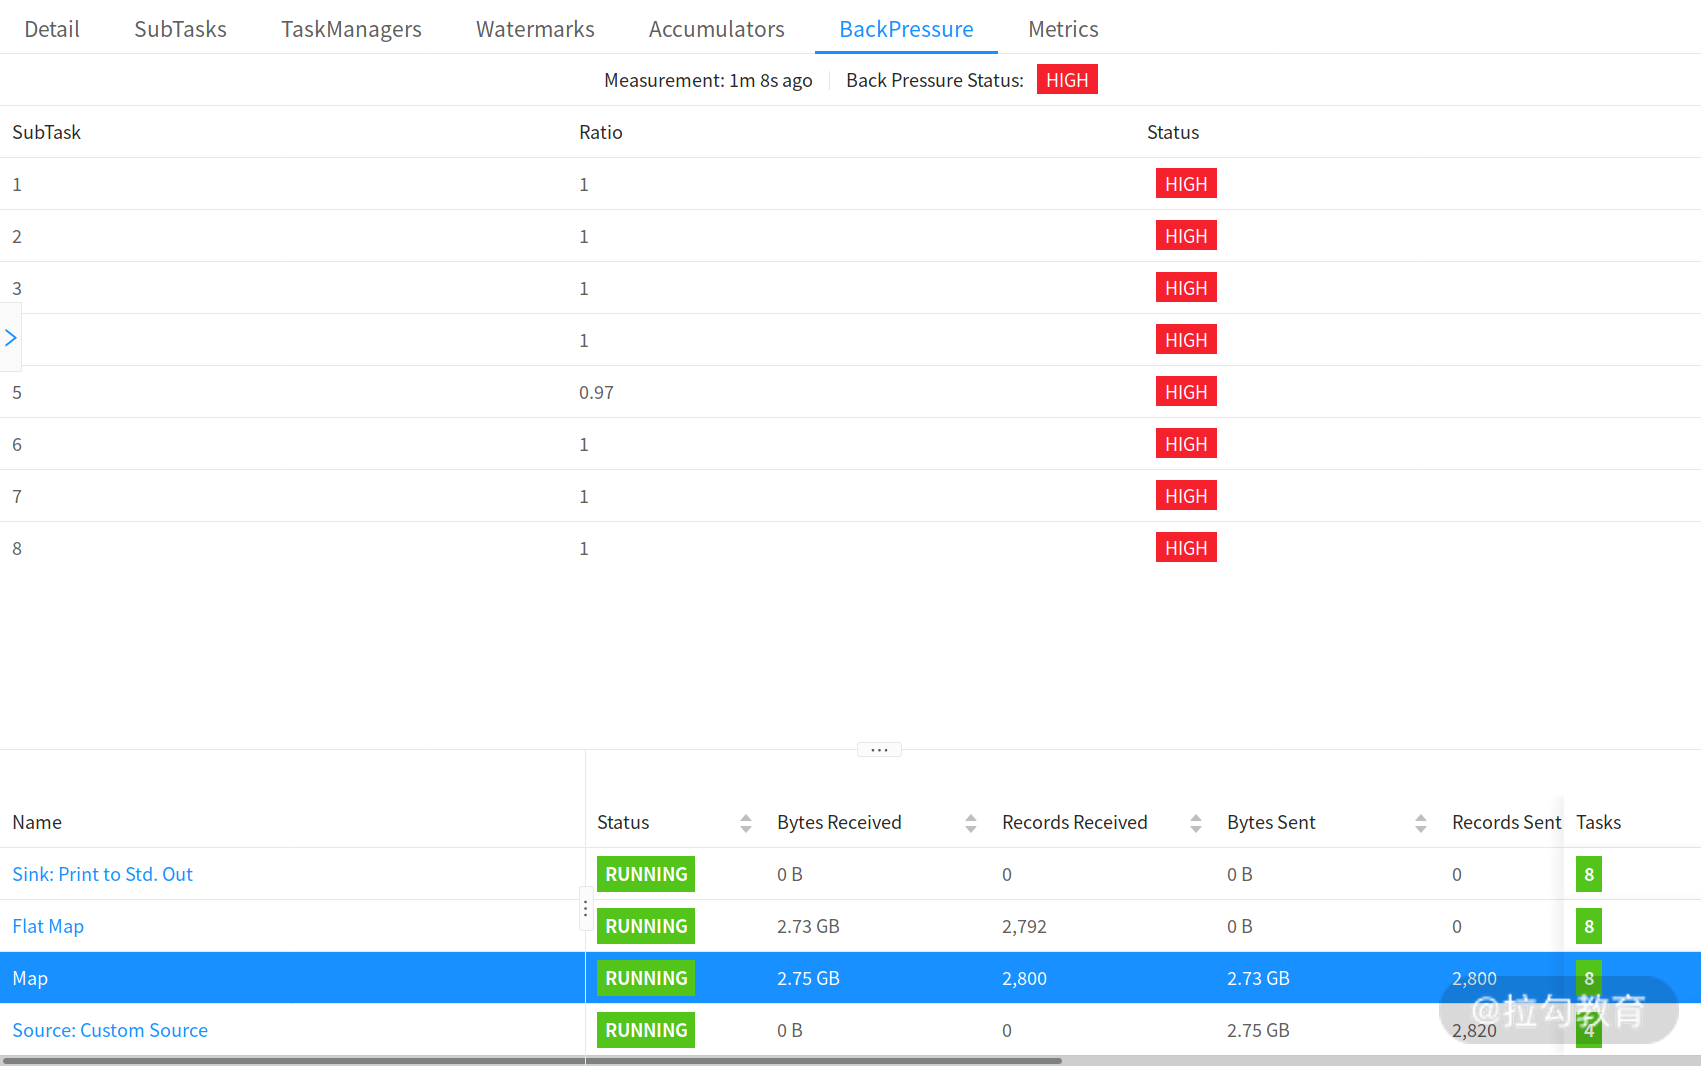 Detail SubTasks TaskManagers Watermarks Accumulators BackPressure Metrics
Measurement: 1m 8s ago Back Pressure Status: HIGH
SubTask Ratio Status
1 1 HIGH
2 1 HIGH
3 1 HIGH
1 HIGH
5 0.97 HIGH
6 1 HIGH
7 1 HIGH
8 1 HIGH
Name Status Bytes Received Records Received Bytes Sent Records Sent Tasks
Sink: Print to Std. Out RUNNING 0 B 0 0 B 0 8
Flat Map RUNNING 2.73 GB 2,792 0 B 0 8
Map RUNNING 2.75 GB 2,800 2.73 GB 2,800 8
Source: Custom Source RUNNING 0 B 0 2.75 GB 2,820 4
@拉勾教育